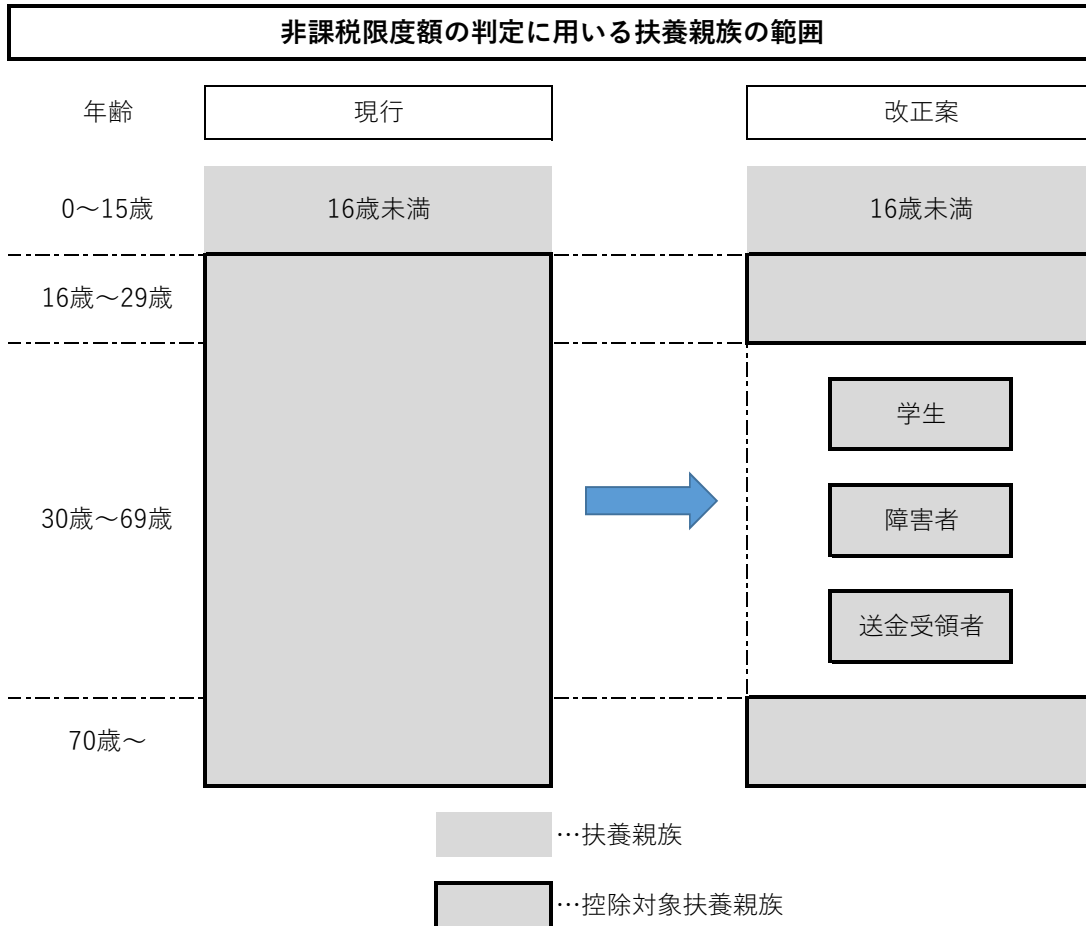 非課税限度額の判定に用いる扶養親族の範囲
年齢 現行 改正案
0～15歳 16歳未満 16歳未満
16歳～29歳
学生
30歳～69歳 障害者
送金受領者
70歳～
…扶養親族
…控除対象扶養親族